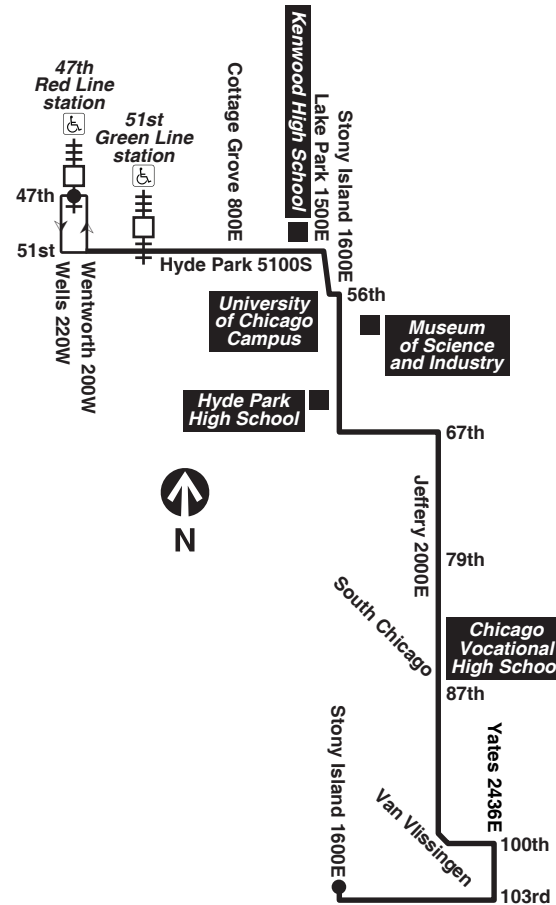 47th
Red Line
station
51st
Green Line
station
Cottage Grove 800E
Kenwood High School
Lake Park 1500E
Stony Island 1600E
47th
51st
Hyde Park 5100S
Wells 220W
Wentworth 200W
56th
University
of Chicago
Campus
Museum
of Science
and Industry
Hyde Park
High School
67th
N
Jeffery 2000E
79th
South Chicago
Chicago
Vocational
High Schoo
87th
Stony Island 1600E
Van Vlissingen
Yates 2436E
100th
103rd